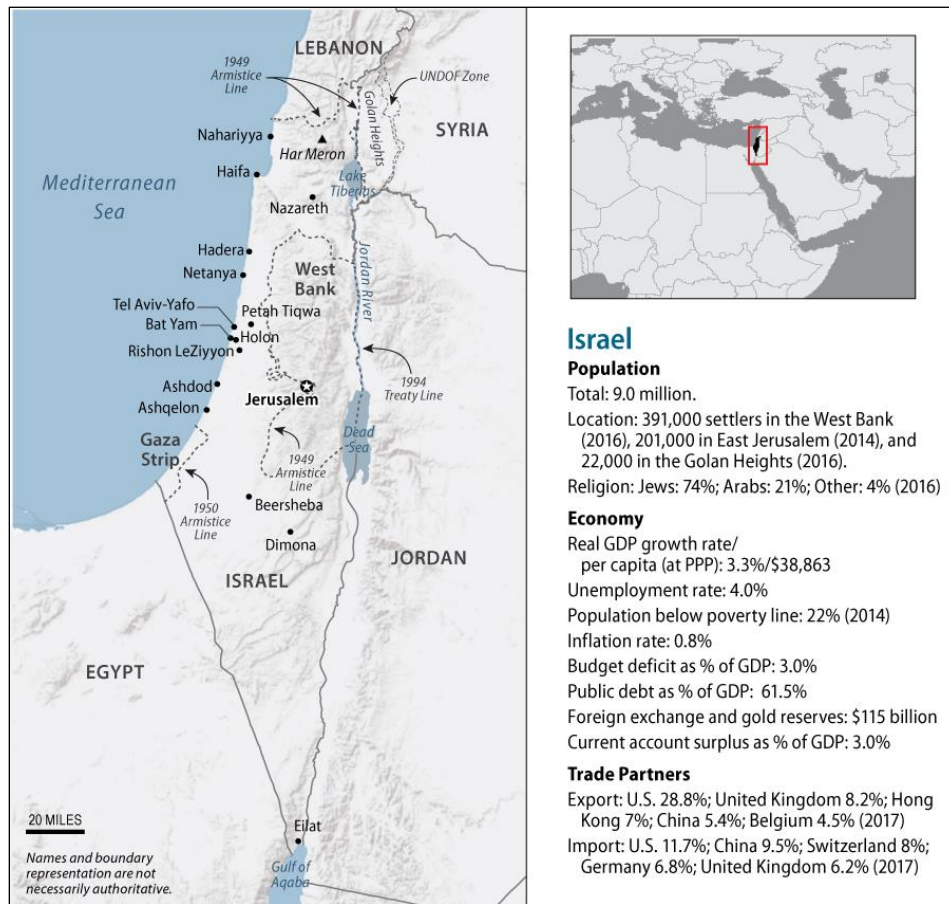 LEBANON
1949
Armistice
Line
UNDOF Zone
Golan Heights
SYRIA
Nahariyya
Har Meron
Haifa
Lake
Tiberias
Mediterranean
Sea
Nazareth
Hadera
West
Bank
Jordan River
Netanya
Tel Aviv-Yafo
Petah Tiqwa
Bat Yam
Holon
Rishon LeZiyyon
1994
Treaty Line
Ashdod
Jerusalem
Ashqelon
Dead
Sea
Gaza
Strip
1949
Armistice
Line
1950
Armistice
Line
Beersheba
Dimona
JORDAN
ISRAEL
EGYPT
20 MILES
Eilat
Names and boundary
representation are not
necessarily authoritative.
Gulf of
Aqaba
Israel
Population
Total: 9.0 million.
Location: 391,000 settlers in the West Bank
(2016), 201,000 in East Jerusalem (2014), and
22,000 in the Golan Heights (2016).
Religion: Jews: 74%; Arabs: 21%; Other: 4% (2016)
Economy
Real GDP growth rate/
per capita (at PPP): 3.3%/$38,863
Unemployment rate: 4.0%
Population below poverty line: 22% (2014)
Inflation rate: 0.8%
Budget deficit as % of GDP: 3.0%
Public debt as % of GDP: 61.5%
Foreign exchange and gold reserves: $115 billion
Current account surplus as % of GDP: 3.0%
Trade Partners
Export: U.S. 28.8%; United Kingdom 8.2%; Hong
Kong 7%; China 5.4%; Belgium 4.5% (2017)
Import: U.S. 11.7%; China 9.5%; Switzerland 8%;
Germany 6.8%; United Kingdom 6.2% (2017)